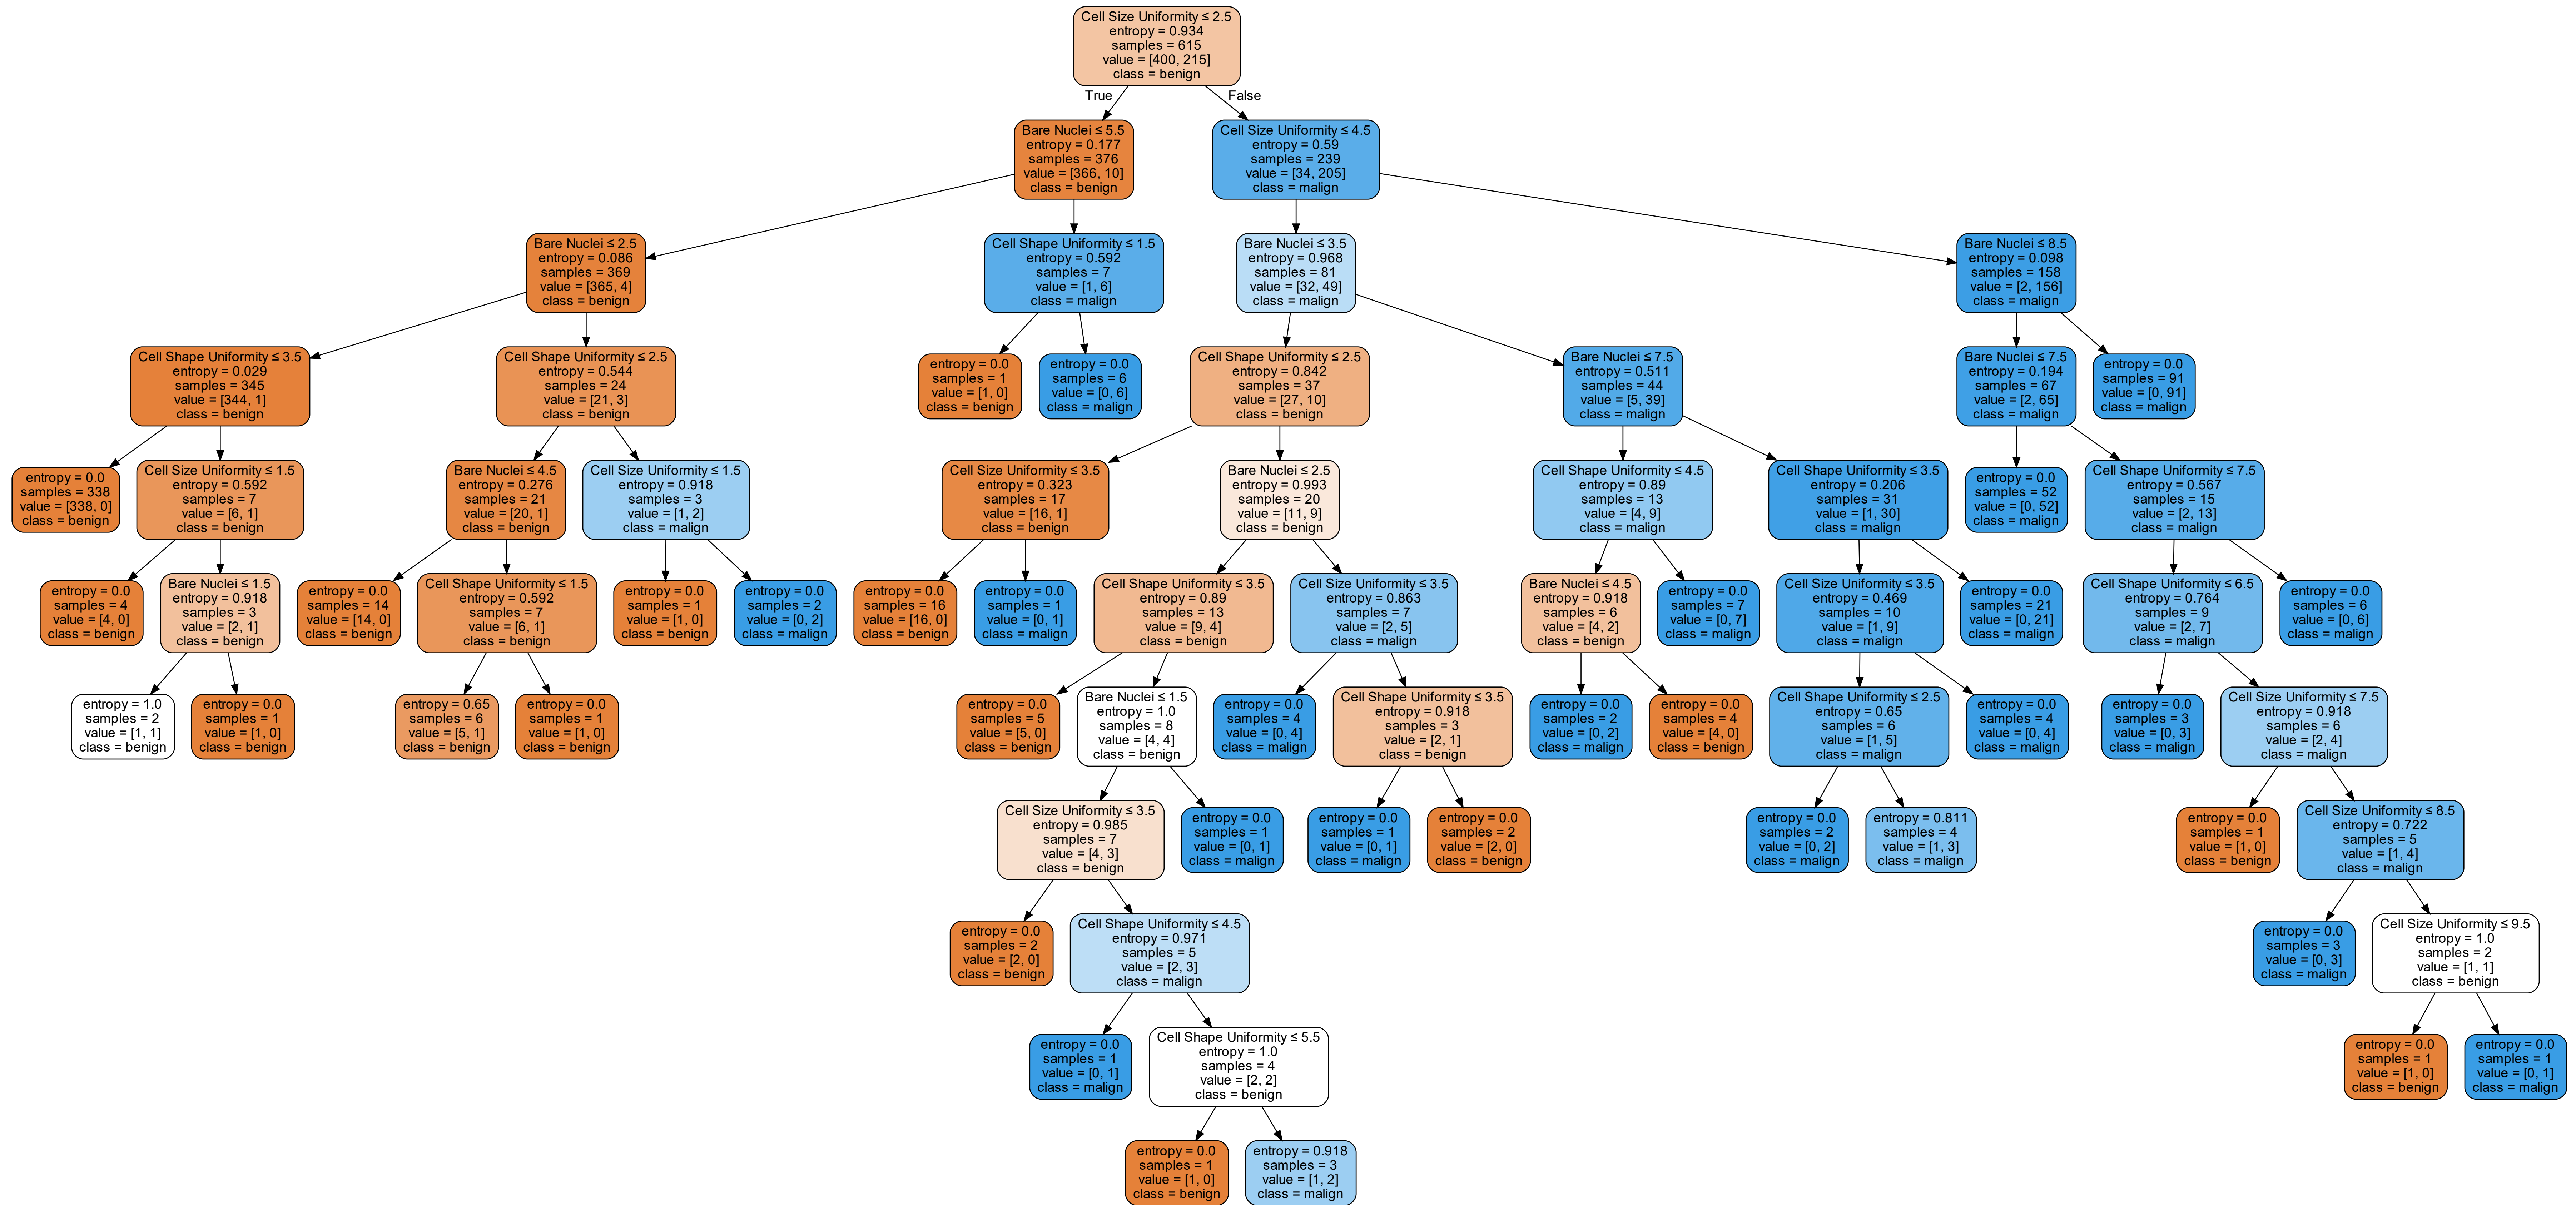 Cell Size Uniformity ≤ 2.5
entropy = 0.934
samples = 615
value = [400, 215]
class = benign
True
False
Bare Nuclei ≤ 5.5
entropy = 0.177
samples = 376
value = [366, 10]
class = benign
Cell Size Uniformity ≤ 4.5
entropy = 0.59
samples = 239
value = [34, 205]
class = malign
Bare Nuclei ≤ 2.5
entropy = 0.086
samples = 369
value = [365, 4]
class = benign
Cell Shape Uniformity ≤ 1.5
entropy = 0.592
samples = 7
value = [1, 6]
class = malign
Bare Nuclei ≤ 3.5
entropy = 0.968
samples = 81
value = [32, 49]
class = malign
Bare Nuclei ≤ 8.5
entropy = 0.098
samples = 158
value = [2, 156]
class = malign
Cell Shape Uniformity ≤ 3.5
entropy = 0.029
samples = 345
value = [344, 1]
class = benign
Cell Shape Uniformity ≤ 2.5
entropy = 0.544
samples = 24
value = [21, 3]
class = benign
entropy = 0.0
samples = 1
value = [1, 0]
class = benign
entropy = 0.0
samples = 6
value = [0, 6]
class = malign
Cell Shape Uniformity ≤ 2.5
entropy = 0.842
samples = 37
value = [27, 10]
class = benign
Bare Nuclei ≤ 7.5
entropy = 0.511
samples = 44
value = [5, 39]
class = malign
Bare Nuclei ≤ 7.5
entropy = 0.194
samples = 67
value = [2, 65]
class = malign
entropy = 0.0
samples = 91
value = [0, 91]
class = malign
entropy = 0.0
samples = 338
value = [338, 0]
class = benign
Cell Size Uniformity ≤ 1.5
entropy = 0.592
samples = 7
value = [6, 1]
class = benign
Bare Nuclei ≤ 4.5
entropy = 0.276
samples = 21
value = [20, 1]
class = benign
Cell Size Uniformity ≤ 1.5
entropy = 0.918
samples = 3
value = [1, 2]
class = malign
Cell Size Uniformity ≤ 3.5
entropy = 0.323
samples = 17
value = [16, 1]
class = benign
Bare Nuclei ≤ 2.5
entropy = 0.993
samples = 20
value = [11, 9]
class = benign
Cell Shape Uniformity ≤ 4.5
entropy = 0.89
samples = 13
value = [4, 9]
class = malign
Cell Shape Uniformity ≤ 3.5
entropy = 0.206
samples = 31
value = [1, 30]
class = malign
entropy = 0.0
samples = 52
value = [0, 52]
class = malign
Cell Shape Uniformity ≤ 7.5
entropy = 0.567
samples = 15
value = [2, 13]
class = malign
entropy = 0.0
samples = 4
value = [4, 0]
class = benign
Bare Nuclei ≤ 1.5
entropy = 0.918
samples = 3
value = [2, 1]
class = benign
entropy = 0.0
samples = 14
value = [14, 0]
class = benign
Cell Shape Uniformity ≤ 1.5
entropy = 0.592
samples = 7
value = [6, 1]
class = benign
entropy = 0.0
samples = 1
value = [1, 0]
class = benign
entropy = 0.0
samples = 2
value = [0, 2]
class = malign
entropy = 0.0
samples = 16
value = [16, 0]
class = benign
entropy = 0.0
samples = 1
value = [0, 1]
class = malign
Cell Shape Uniformity ≤ 3.5
entropy = 0.89
samples = 13
value = [9, 4]
class = benign
Cell Size Uniformity ≤ 3.5
entropy = 0.863
samples = 7
value = [2, 5]
class = malign
Bare Nuclei ≤ 4.5
entropy = 0.918
samples = 6
value = [4, 2]
class = benign
entropy = 0.0
samples = 7
value = [0, 7]
class = malign
Cell Size Uniformity ≤ 3.5
entropy = 0.469
samples = 10
value = [1, 9]
class = malign
entropy = 0.0
samples = 21
value = [0, 21]
class = malign
Cell Shape Uniformity ≤ 6.5
entropy = 0.764
samples = 9
value = [2, 7]
class = malign
entropy = 0.0
samples = 6
value = [0, 6]
class = malign
entropy = 1.0
samples = 2
value = [1, 1]
class = benign
entropy = 0.0
samples = 1
value = [1, 0]
class = benign
entropy = 0.65
samples = 6
value = [5, 1]
class = benign
entropy = 0.0
samples = 1
value = [1, 0]
class = benign
entropy = 0.0
samples = 5
value = [5, 0]
class = benign
Bare Nuclei ≤ 1.5
entropy = 1.0
samples = 8
value = [4, 4]
class = benign
entropy = 0.0
samples = 4
value = [0, 4]
class = malign
Cell Shape Uniformity ≤ 3.5
entropy = 0.918
samples = 3
value = [2, 1]
class = benign
entropy = 0.0
samples = 2
value = [0, 2]
class = malign
entropy = 0.0
samples = 4
value = [4, 0]
class = benign
Cell Shape Uniformity ≤ 2.5
entropy = 0.65
samples = 6
value = [1, 5]
class = malign
entropy = 0.0
samples = 4
value = [0, 4]
class = malign
entropy = 0.0
samples = 3
value = [0, 3]
class = malign
Cell Size Uniformity ≤ 7.5
entropy = 0.918
samples = 6
value = [2, 4]
class = malign
Cell Size Uniformity ≤ 3.5
entropy = 0.985
samples = 7
value = [4, 3]
class = benign
entropy = 0.0
samples = 1
value = [0, 1]
class = malign
entropy = 0.0
samples = 1
value = [0, 1]
class = malign
entropy = 0.0
samples = 2
value = [2, 0]
class = benign
entropy = 0.0
samples = 2
value = [0, 2]
class = malign
entropy = 0.811
samples = 4
value = [1, 3]
class = malign
entropy = 0.0
samples = 1
value = [1, 0]
class = benign
Cell Size Uniformity ≤ 8.5
entropy = 0.722
samples = 5
value = [1, 4]
class = malign
entropy = 0.0
samples = 2
value = [2, 0]
class = benign
Cell Shape Uniformity ≤ 4.5
entropy = 0.971
samples = 5
value = [2, 3]
class = malign
entropy = 0.0
samples = 3
value = [0, 3]
class = malign
Cell Size Uniformity ≤ 9.5
entropy = 1.0
samples = 2
value = [1, 1]
class = benign
entropy = 0.0
samples = 1
value = [0, 1]
class = malign
Cell Shape Uniformity ≤ 5.5
entropy = 1.0
samples = 4
value = [2, 2]
class = benign
entropy = 0.0
samples = 1
value = [1, 0]
class = benign
entropy = 0.0
samples = 1
value = [0, 1]
class = malign
entropy = 0.0
samples = 1
value = [1, 0]
class = benign
entropy = 0.918
samples = 3
value = [1, 2]
class = malign